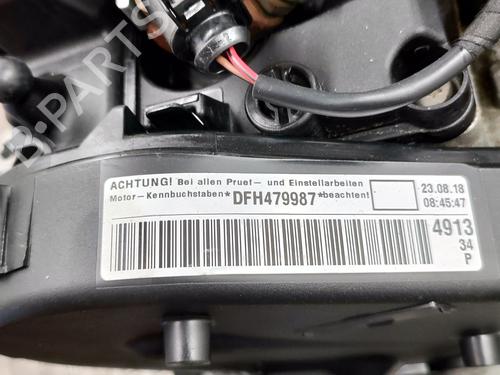 B-PARTS
ACHTUNG! Bei allen Pruef- und Einstellarbeiten
Motor-Kennbuchstaben*DFH479987*beachten!
23.08.18
08:45:47
4913
34
P